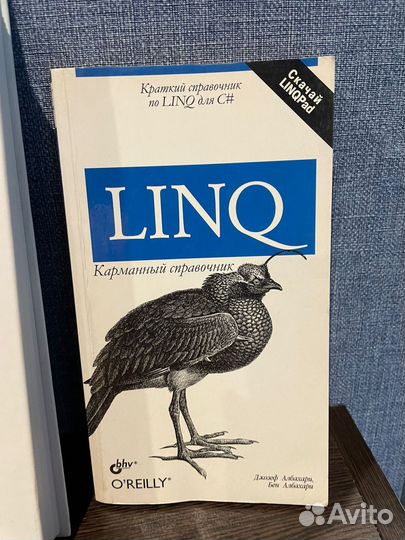 Краткий справочник
по LINQ для C#
Скачай
LINQPad
LINQ
Карманный справочник
bhv®
O'REILLY®
Джозеф Албахари,
Бен Албахари
Avito